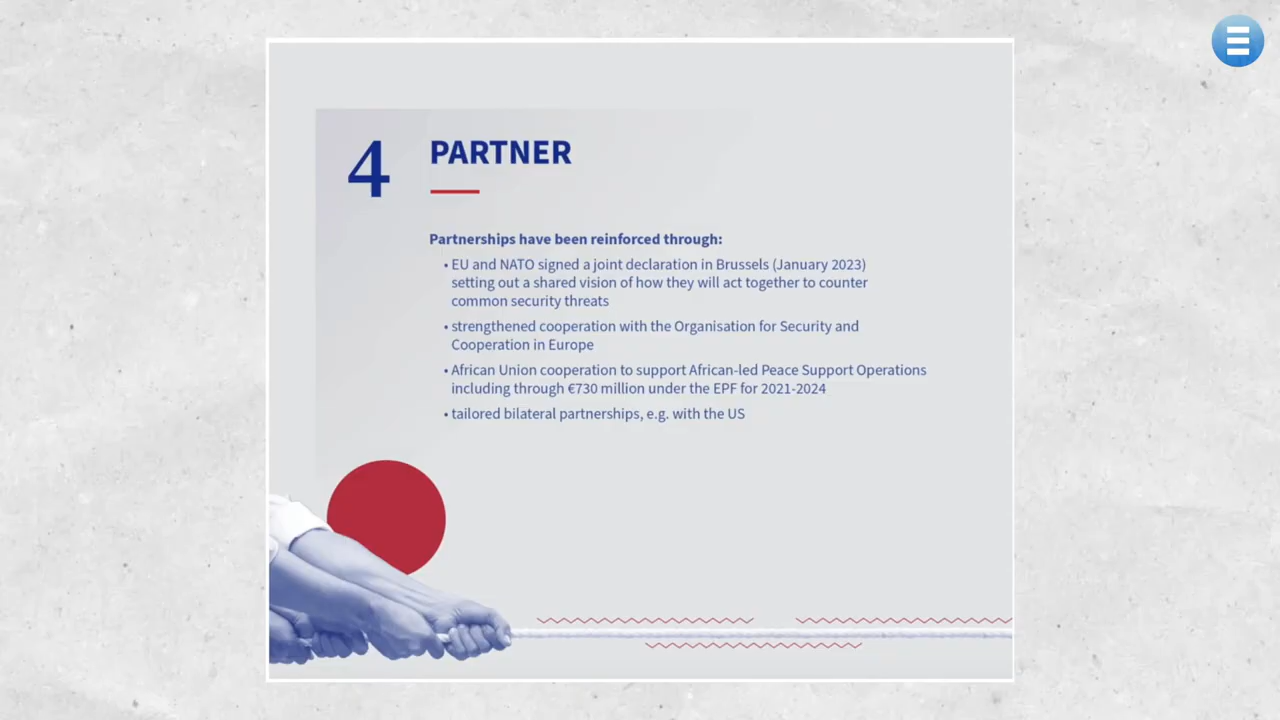 4
PARTNER
Partnerships have been reinforced through:
• EU and NATO signed a joint declaration in Brussels (January 2023)
setting out a shared vision of how they will act together to counter
common security threats
• strengthened cooperation with the Organisation for Security and
Cooperation in Europe
• African Union cooperation to support African-led Peace Support Operations
including through €730 million under the EPF for 2021-2024
• tailored bilateral partnerships, e.g. with the US